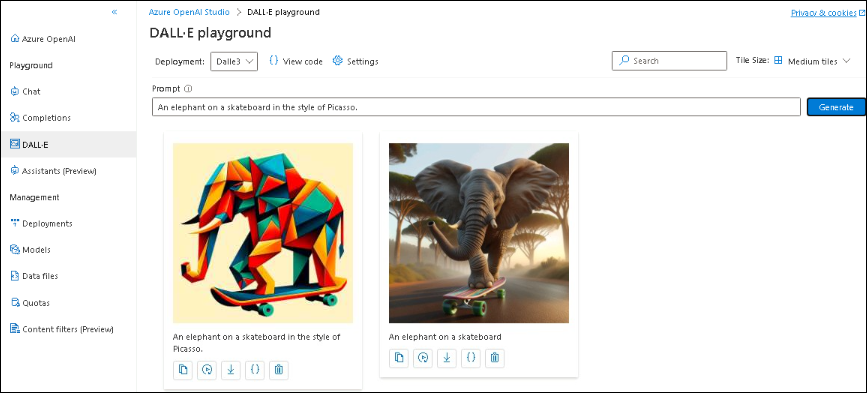 «
Azure OpenAI Studio > DALL·E playground
Privacy & cookies
Azure OpenAI
DALL·E playground
Playground
Deployment: Dalle3
{ } View code
Settings
Search
Tile Size: Medium tiles
Chat
Prompt
Completions
An elephant on a skateboard in the style of Picasso.
Generate
DALL·E
Assistants (Preview)
Management
Deployments
Models
Data files
Quotas
Content filters (Preview)
An elephant on a skateboard in the style of
Picasso.
{ }
An elephant on a skateboard
{ }